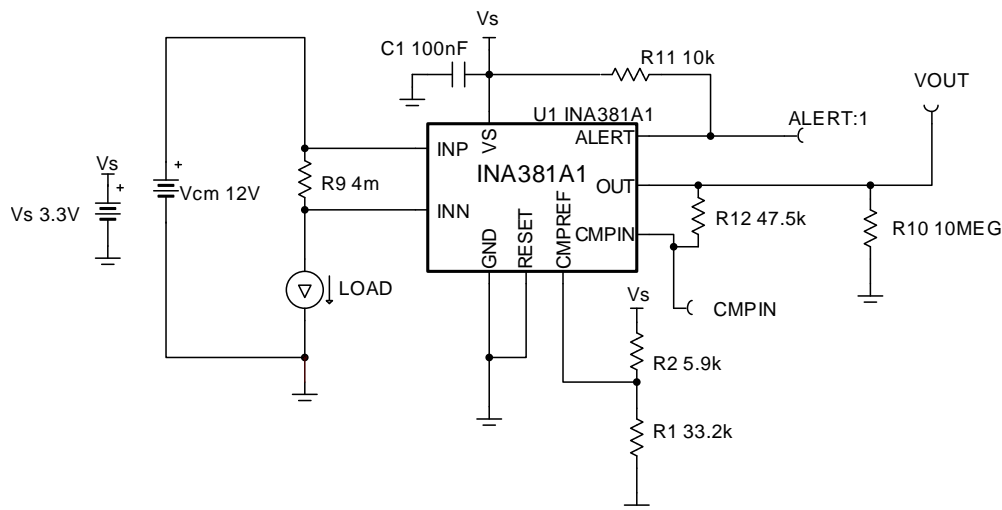 Vs
C1 100nF
R11 10k
VOUT
U1 INA381A1
ALERT:1
VS
ALERT
INP
INA381A1
Vs
+
+
Vcm 12V
R9 4m
OUT
Vs 3.3V
INN
R12 47.5k
CMPIN
R10 10MEG
GND
RESET
CMPREF
LOAD
Vs
CMPIN
R2 5.9k
R1 33.2k